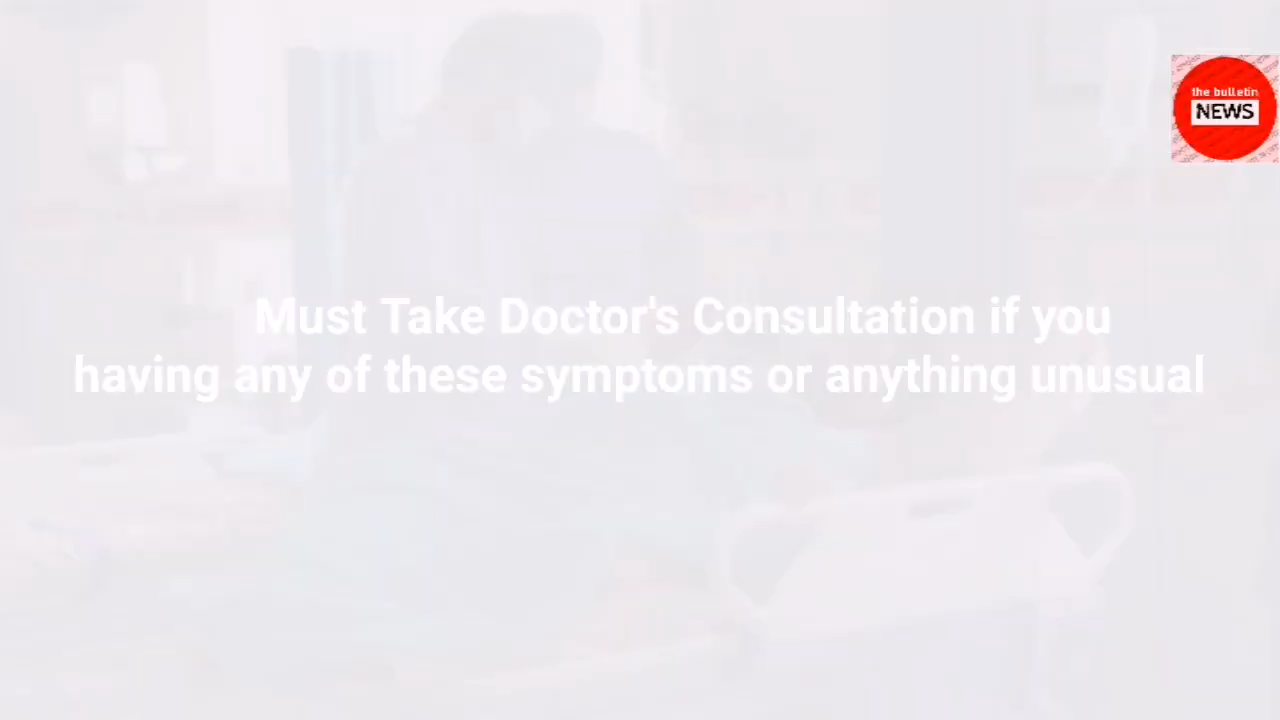 the bulletin
NEWS
Must Take Doctor's Consultation if you
having any of these symptoms or anything unusual